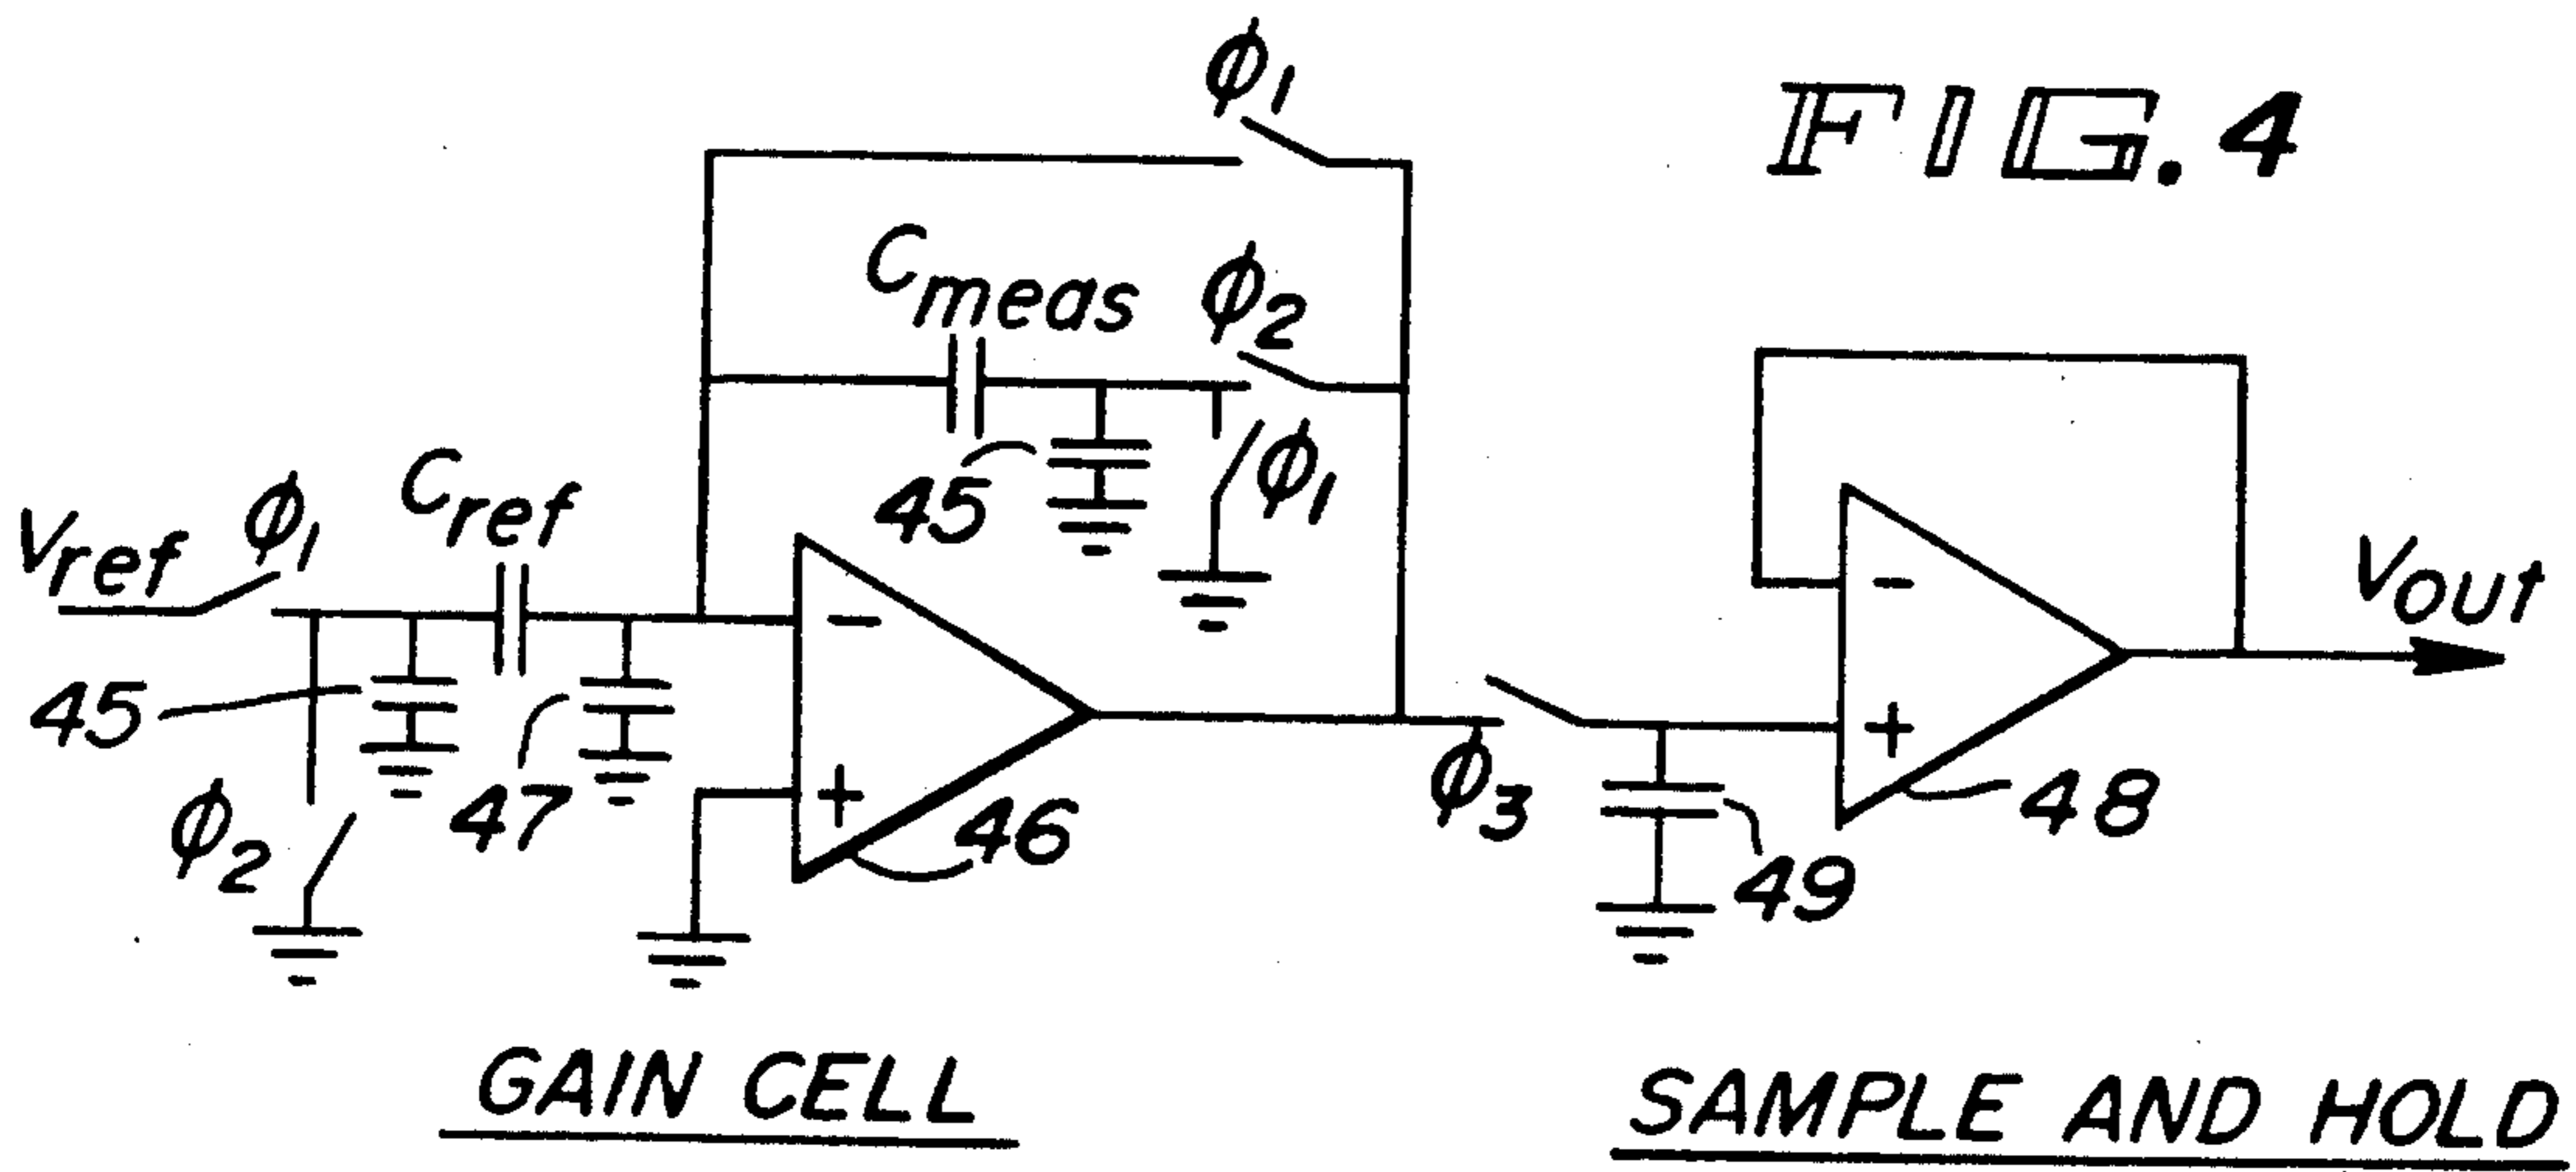 FIG. 4
ϕ1
Cmeas
ϕ2
ϕ1
45
Cref
Vref
ϕ1
45
47
ϕ2
46
ϕ3
49
48
Vout
GAIN CELL
SAMPLE AND HOLD